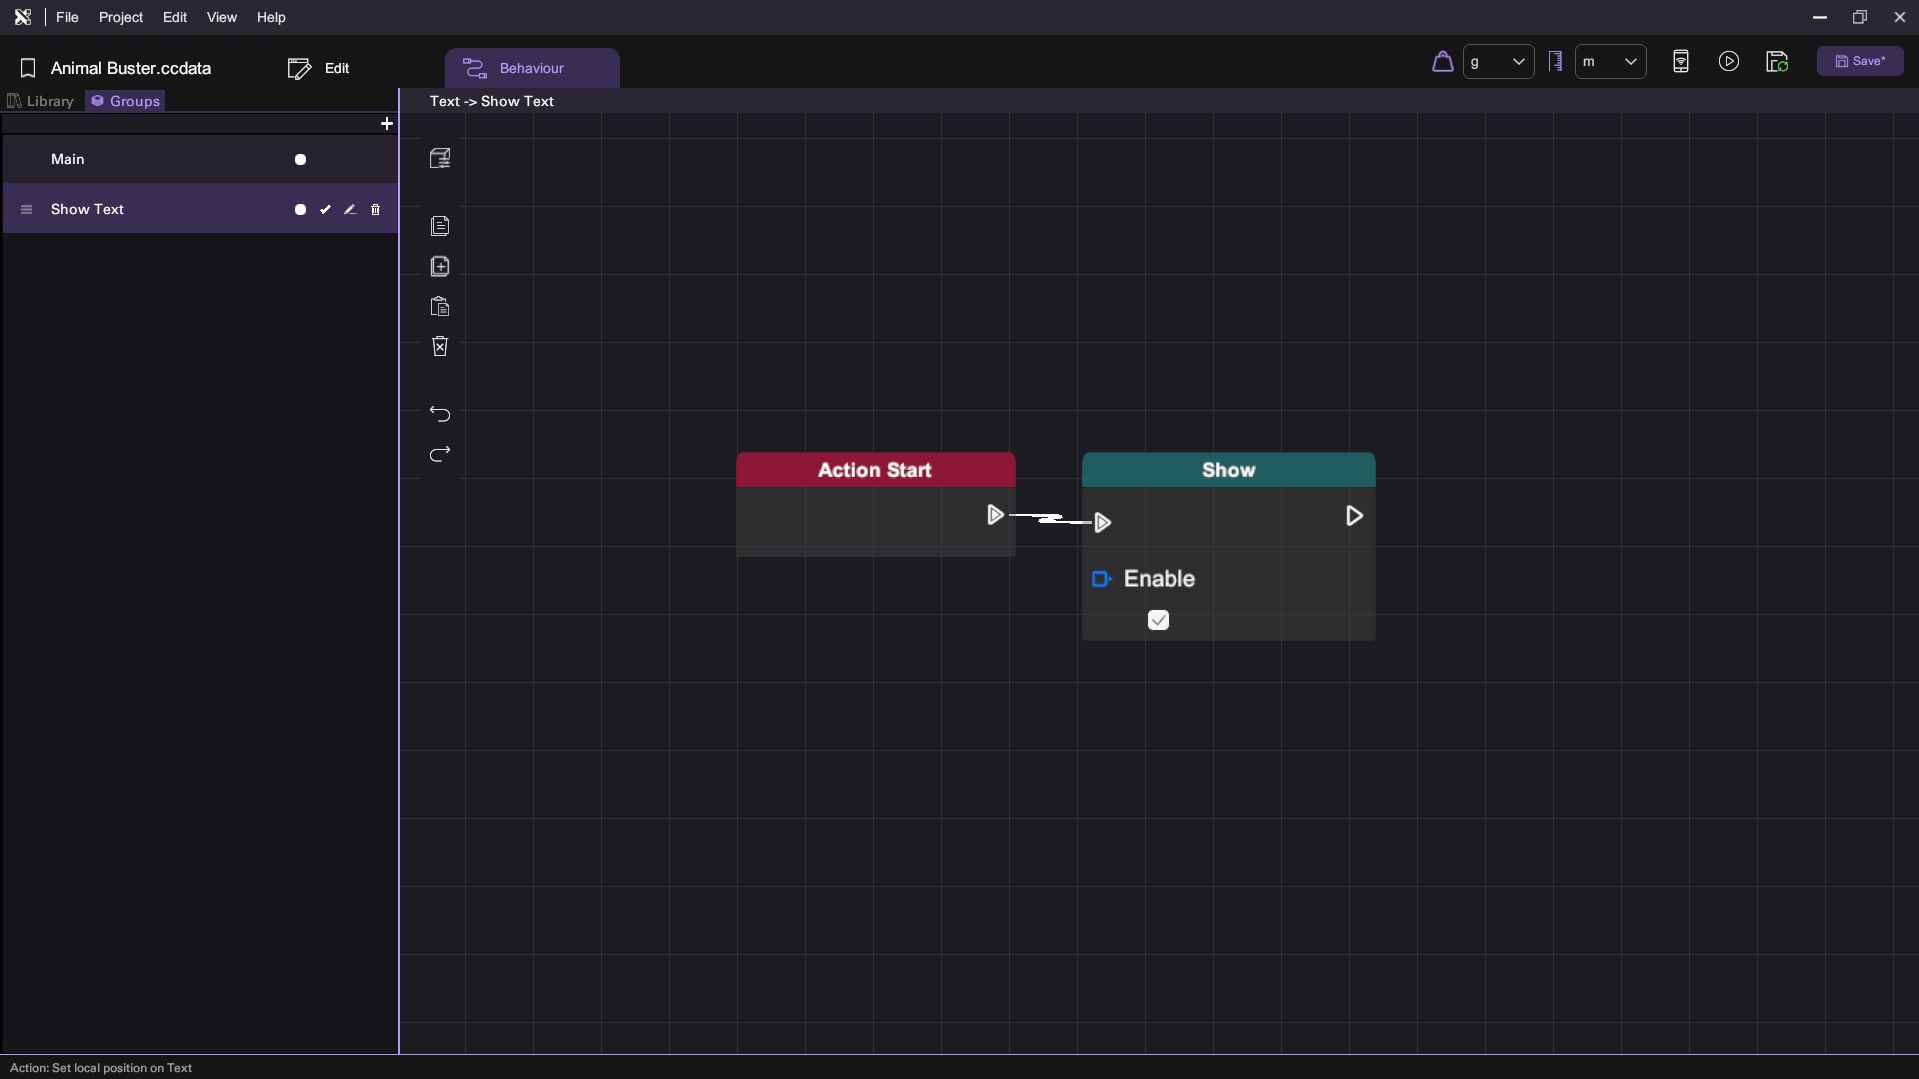 File Project Edit View Help
Animal Buster.ccdata Edit Behaviour g m Save*
Library Groups Text -> Show Text
Main
Show Text
Action Start
Show
Enable
Action: Set local position on Text